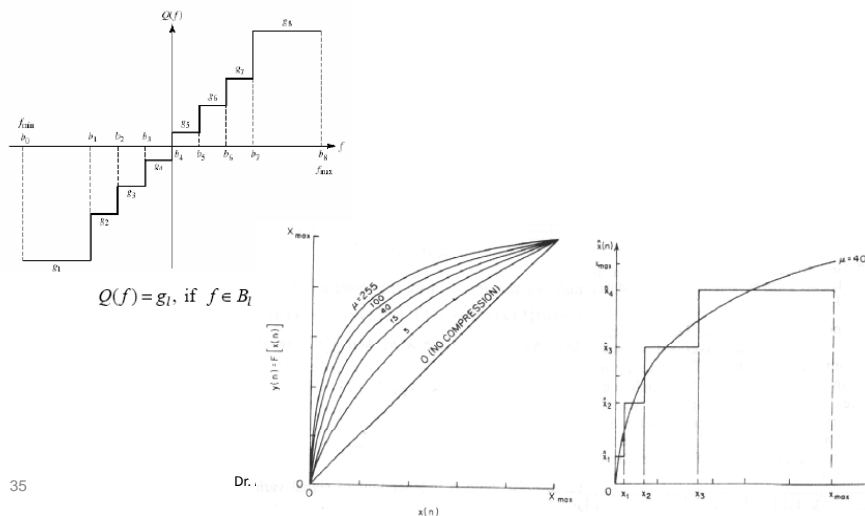 Q(f)
g8
g7
g6
g5
fmin
b0
b1
b2
b3
b4
b5
b6
b7
b8
f
fmax
g4
g3
g2
g1
Q(f) = gl, if f ∈ Bl
Xmax
μ=255
100
40
15
5
0 (NO COMPRESSION)
y(n) = F [x(n)]
0
0
Xmax
x(n)
x̂(n)
xmax
μ=40
x̂4
x̂3
x̂2
x̂1
0
x1
x2
x3
xmax
35
Dr.